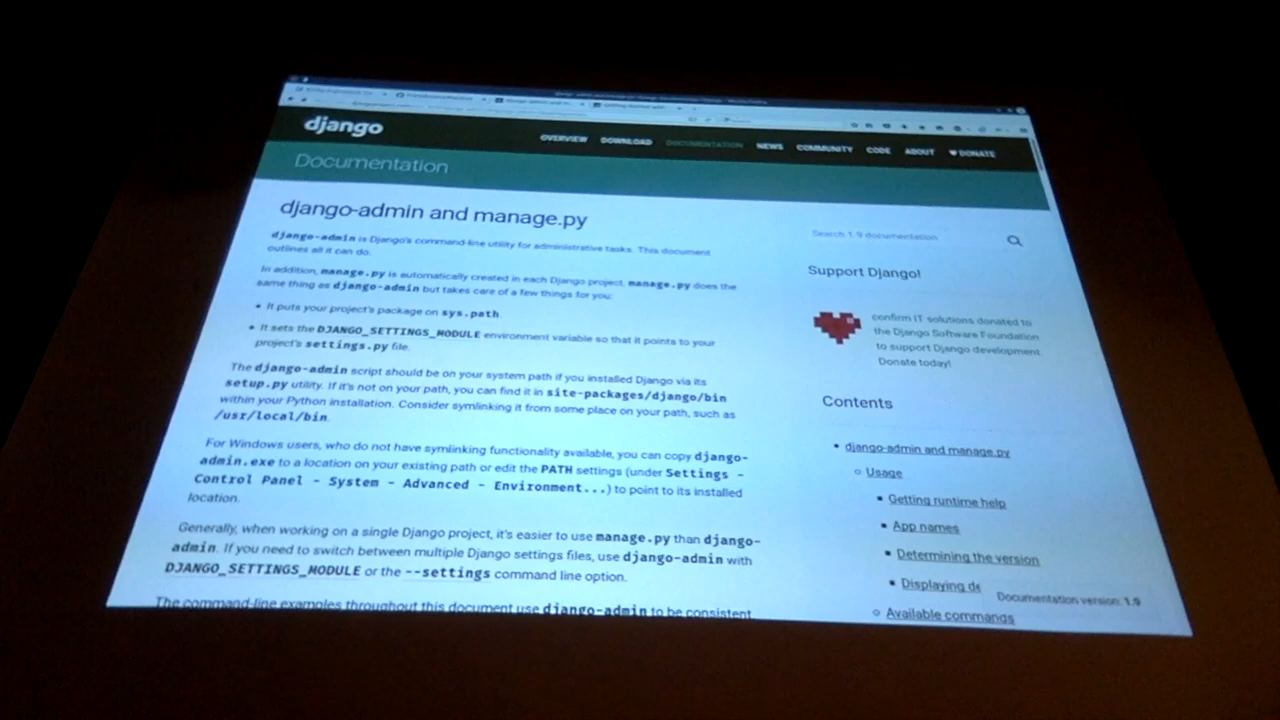 django
OVERVIEW DOWNLOAD DOCUMENTATION NEWS COMMUNITY CODE ABOUT ♥ DONATE
Documentation
django-admin and manage.py
django-admin is Django's command-line utility for administrative tasks. This document
outlines all it can do.
In addition, manage.py is automatically created in each Django project. manage.py does the
same thing as django-admin but takes care of a few things for you:
• It puts your project's package on sys.path.
• It sets the DJANGO_SETTINGS_MODULE environment variable so that it points to your
project's settings.py file.
The django-admin script should be on your system path if you installed Django via its
setup.py utility. If it's not on your path, you can find it in site-packages/django/bin
within your Python installation. Consider symlinking it from some place on your path, such as
/usr/local/bin.
For Windows users, who do not have symlinking functionality available, you can copy django-
admin.exe to a location on your existing path or edit the PATH settings (under Settings -
Control Panel - System - Advanced - Environment...) to point to its installed
location.
Generally, when working on a single Django project, it's easier to use manage.py than django-
admin. If you need to switch between multiple Django settings files, use django-admin with
DJANGO_SETTINGS_MODULE or the --settings command line option.
The command-line examples throughout this document use django-admin to be consistent,
Search 1.9 documentation
Support Django!
confirm IT solutions donated to
the Django Software Foundation
to support Django development.
Donate today!
Contents
• django-admin and manage.py
○ Usage
▪ Getting runtime help
▪ App names
▪ Determining the version
▪ Displaying de
Documentation version: 1.9
○ Available commands